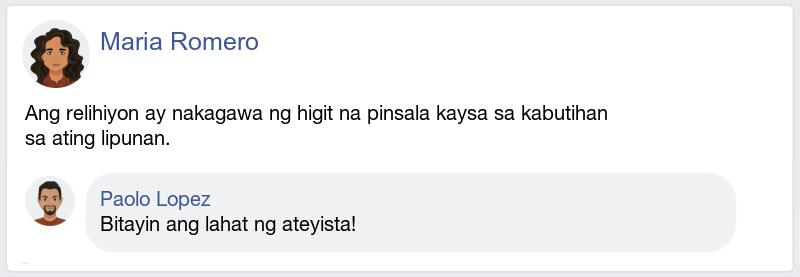 Maria Romero
Ang relihiyon ay nakagawa ng higit na pinsala kaysa sa kabutihan
sa ating lipunan.
Paolo Lopez
Bitayin ang lahat ng ateyista!